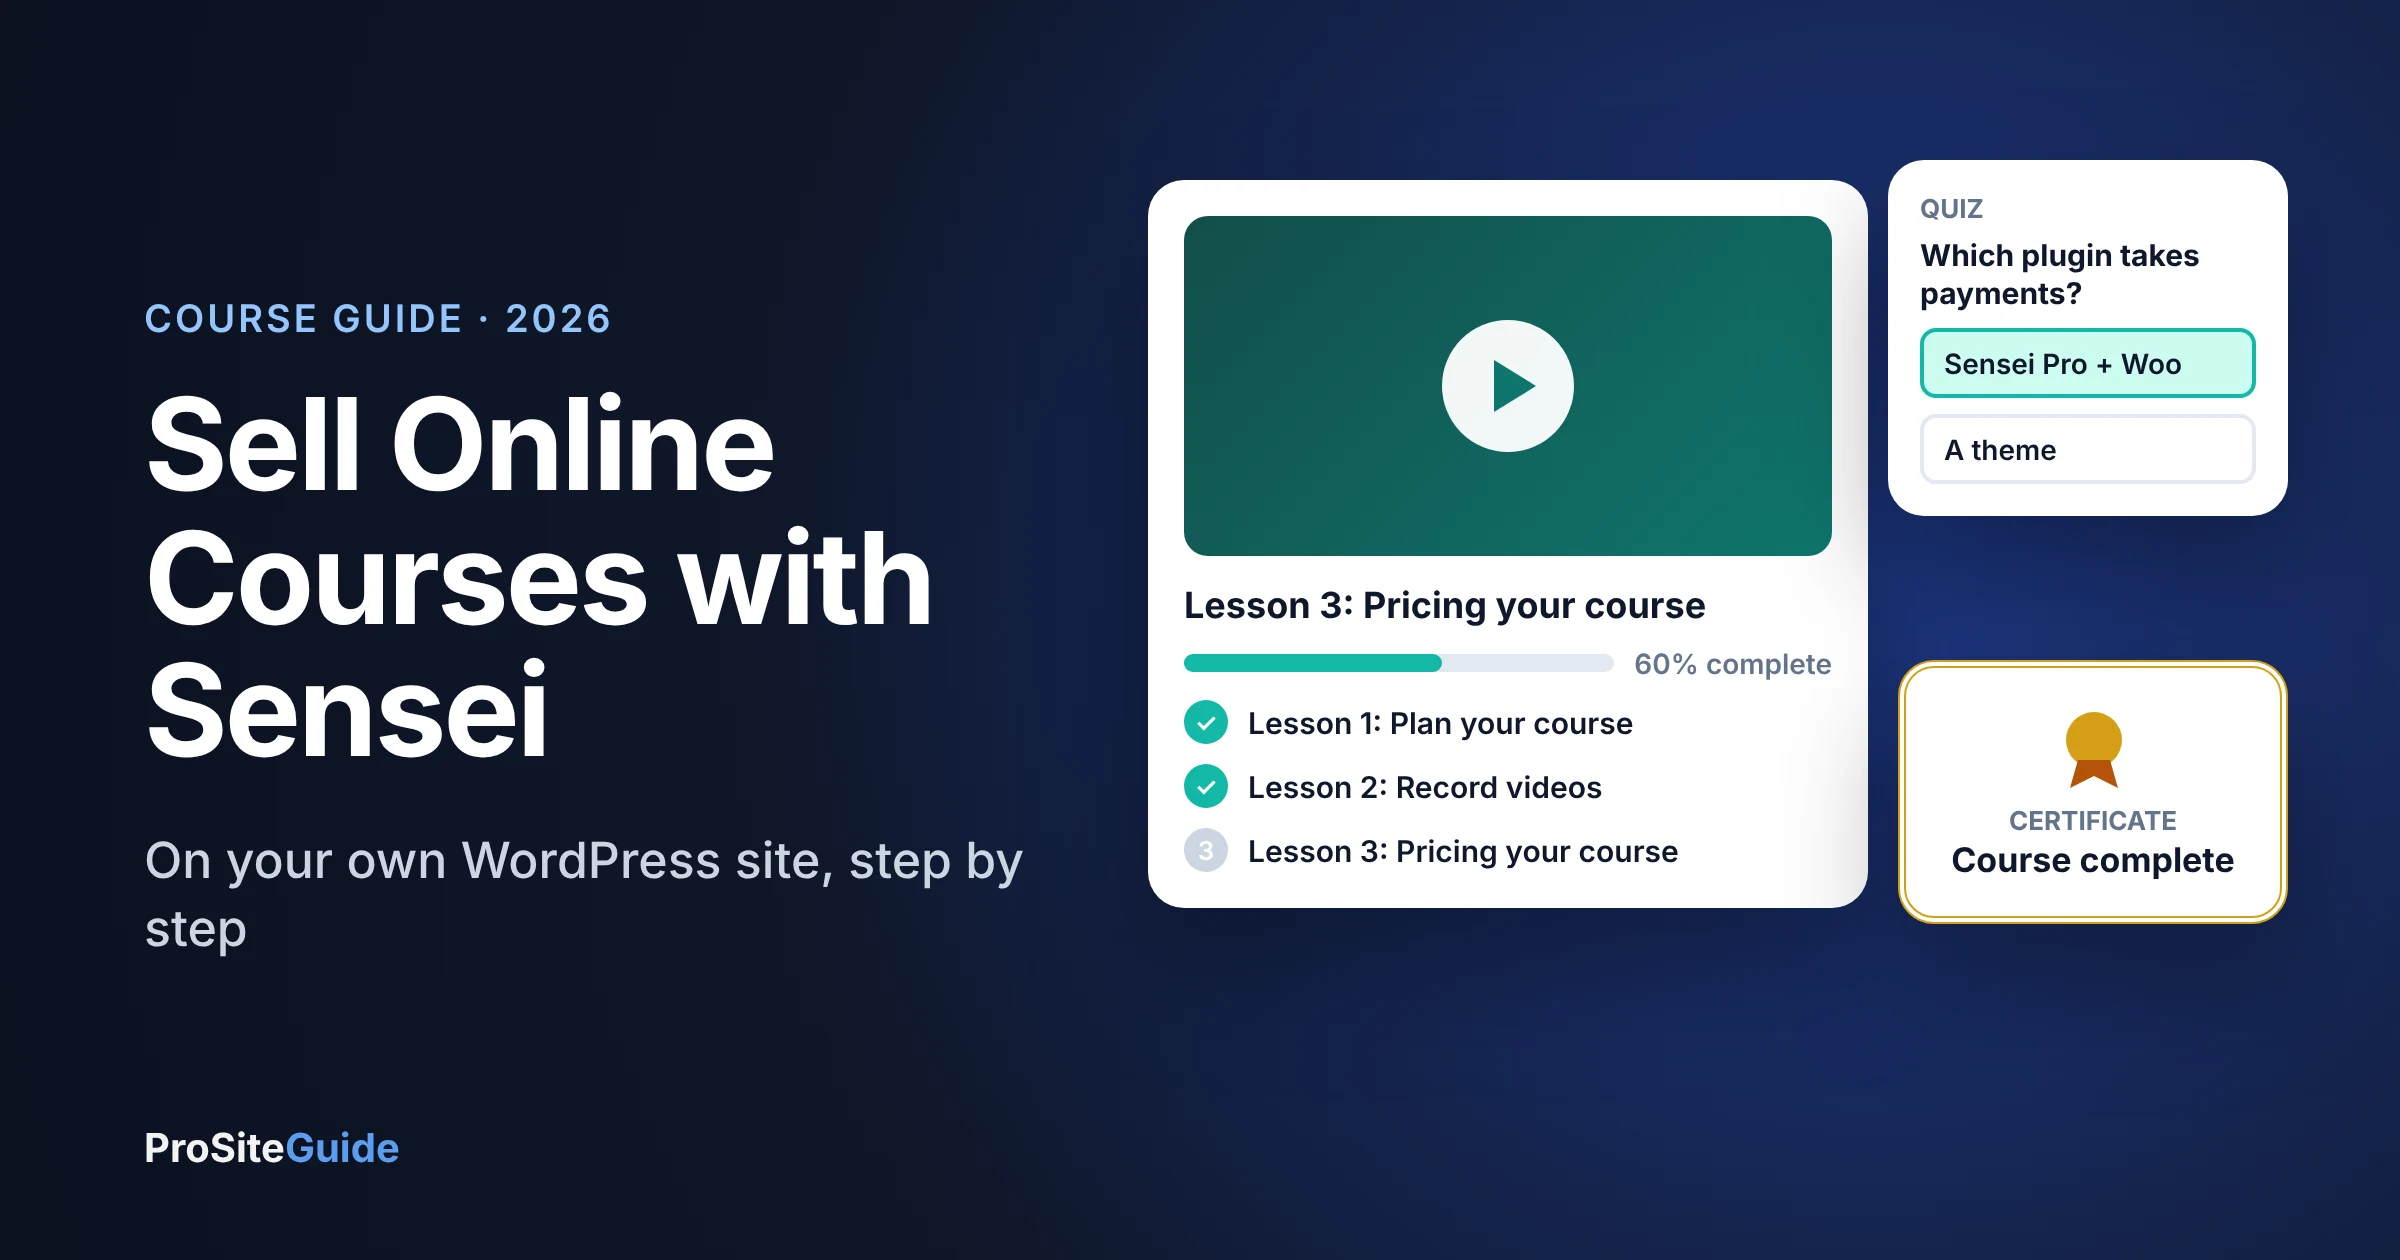 COURSE GUIDE · 2026
Sell Online
Courses with
Sensei
On your own WordPress site, step by
step
ProSiteGuide
Lesson 3: Pricing your course
60% complete
Lesson 1: Plan your course
Lesson 2: Record videos
3 Lesson 3: Pricing your course
QUIZ
Which plugin takes
payments?
Sensei Pro + Woo
A theme
CERTIFICATE
Course complete